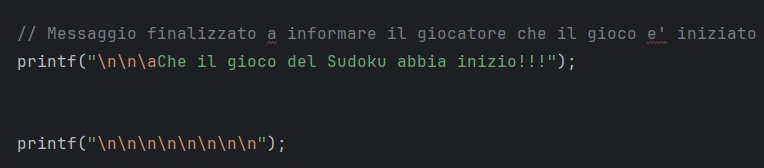 // Messaggio finalizzato a informare il giocatore che il gioco e' iniziato
printf("\n\n\aChe il gioco del Sudoku abbia inizio!!!");
printf("\n\n\n\n\n\n\n\n");